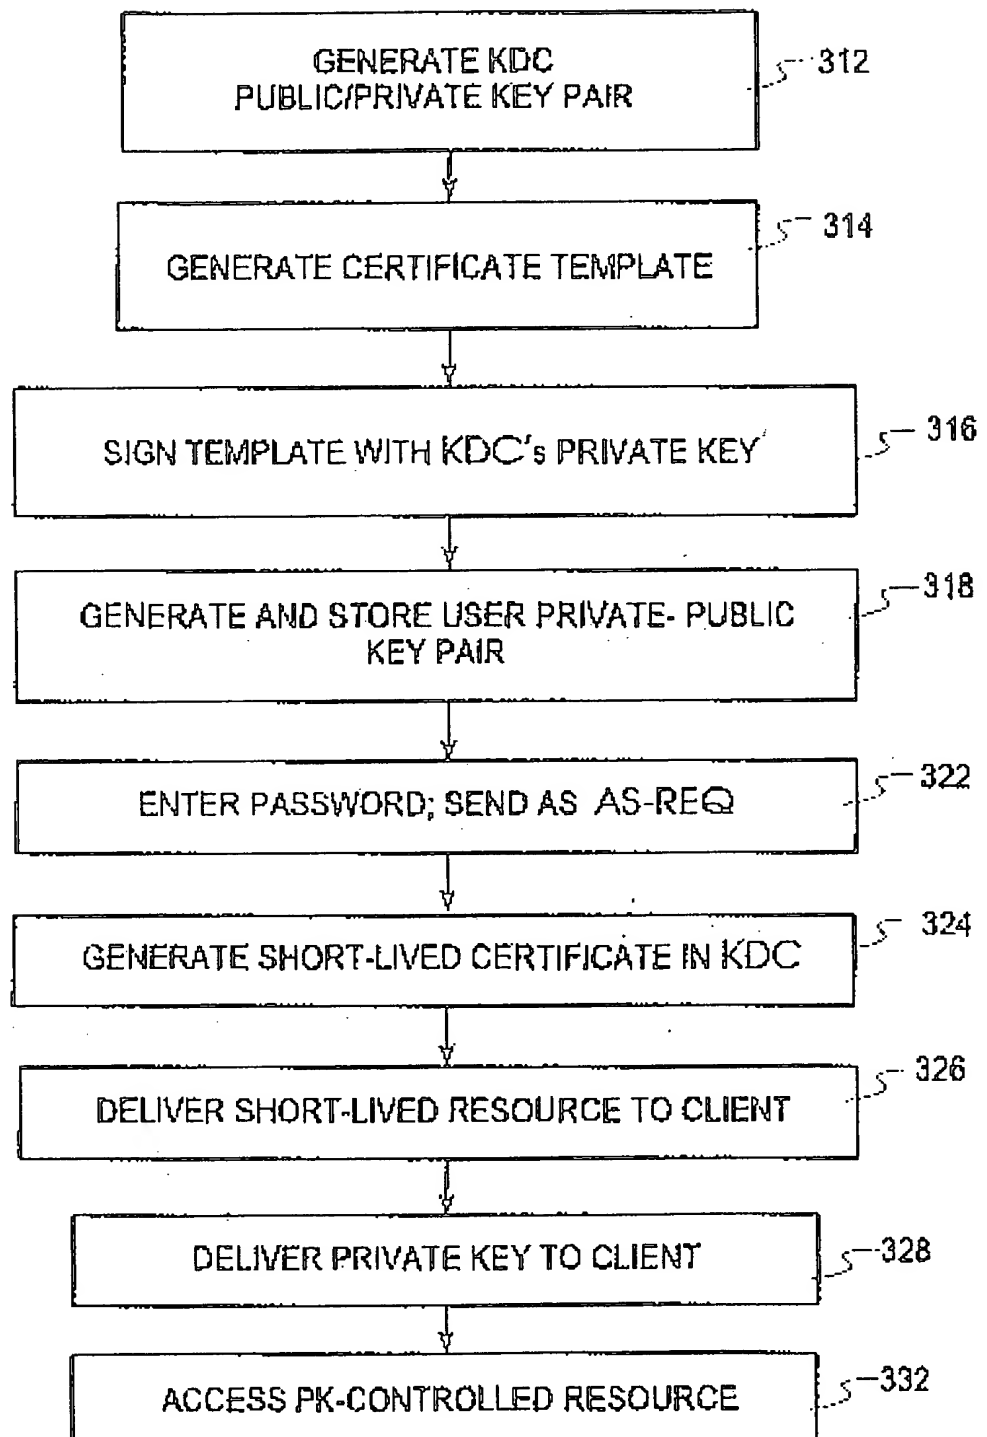 GENERATE KDC
PUBLIC/PRIVATE KEY PAIR
312
GENERATE CERTIFICATE TEMPLATE
314
SIGN TEMPLATE WITH KDC's PRIVATE KEY
316
GENERATE AND STORE USER PRIVATE- PUBLIC
KEY PAIR
318
ENTER PASSWORD; SEND AS AS-REQ
322
GENERATE SHORT-LIVED CERTIFICATE IN KDC
324
DELIVER SHORT-LIVED RESOURCE TO CLIENT
326
DELIVER PRIVATE KEY TO CLIENT
328
ACCESS PK-CONTROLLED RESOURCE
332